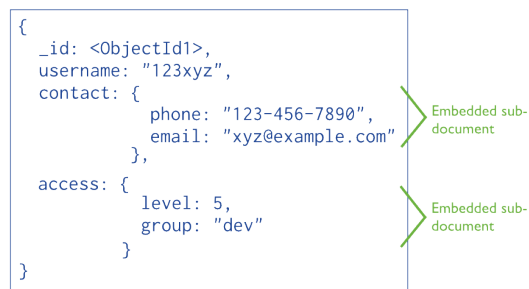 {
_id: <ObjectId1>,
username: "123xyz",
contact: {
phone: "123-456-7890",
email: "xyz@example.com"
},
Embedded sub-
document
access: {
level: 5,
group: "dev"
}
Embedded sub-
document
}